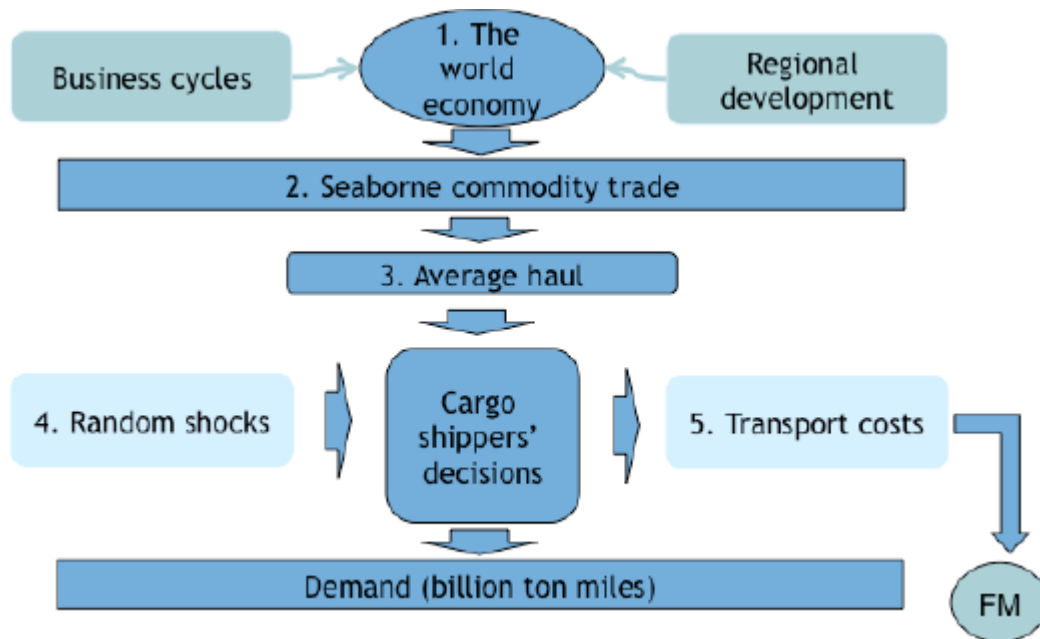 1. The
world
economy
Business cycles
Regional
development
2. Seaborne commodity trade
3. Average haul
4. Random shocks
Cargo
shippers'
decisions
5. Transport costs
Demand (billion ton miles)
FM